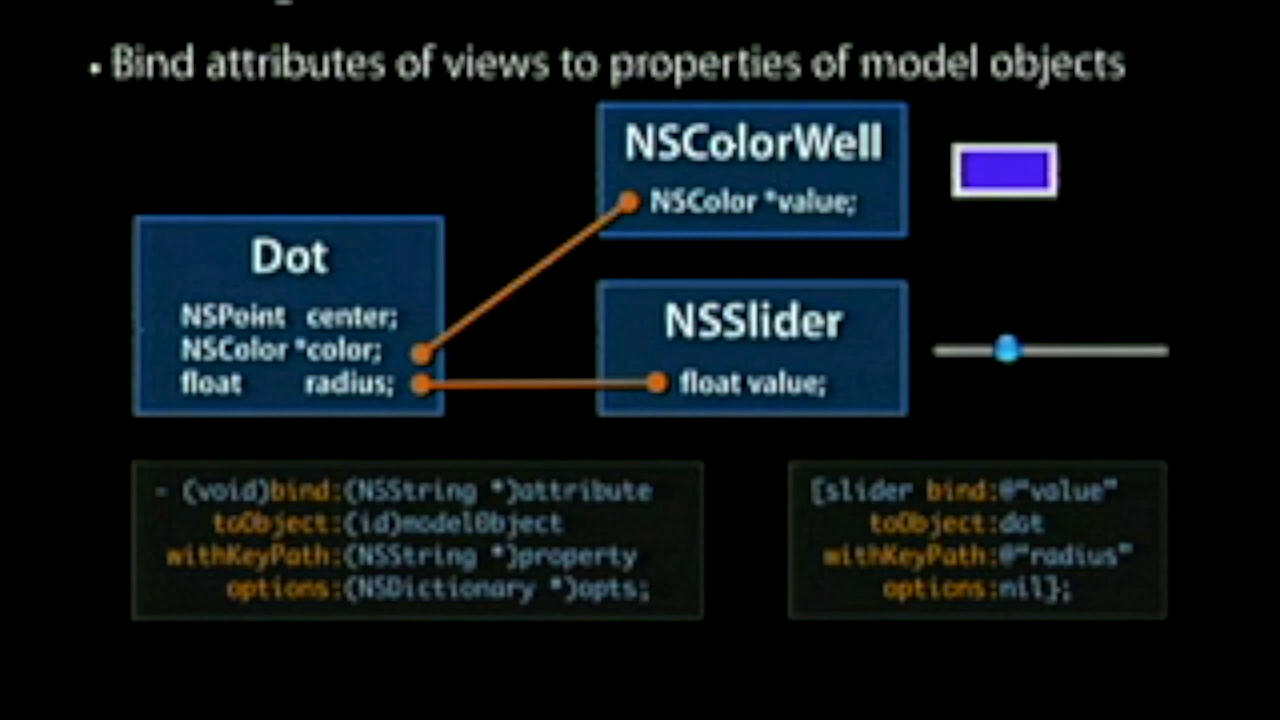 • Bind attributes of views to properties of model objects
NSColorWell
NSColor *value;
Dot
NSPoint center;
NSColor *color;
float radius;
NSSlider
float value;
- (void)bind:(NSString *)attribute
toObject:(id)modelObject
withKeyPath:(NSString *)property
options:(NSDictionary *)opts;
[slider bind:@"value"
toObject:dot
withKeyPath:@"radius"
options:nil];